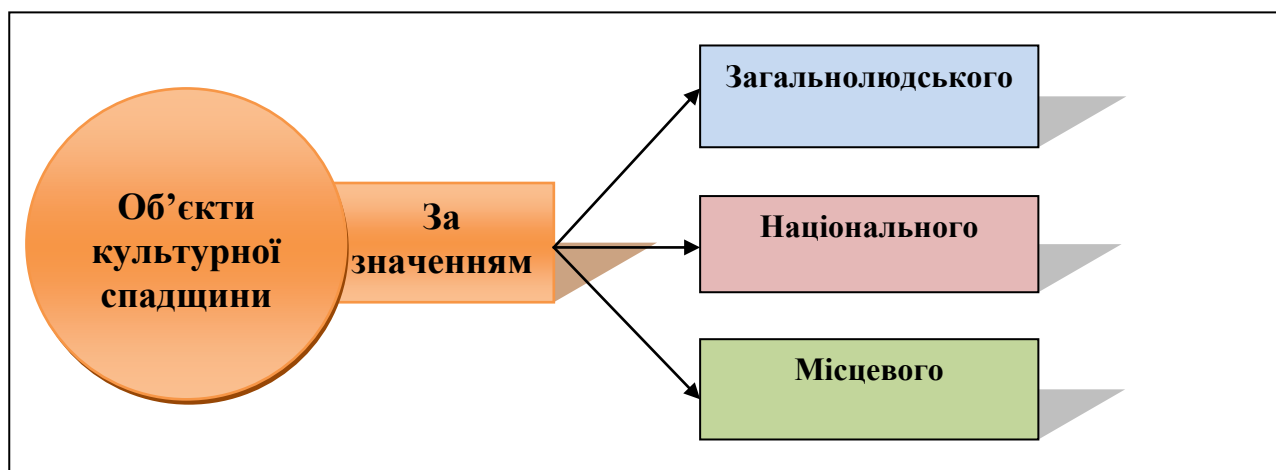 Об’єкти
культурної
спадщини
За
значенням
Загальнолюдського
Національного
Місцевого